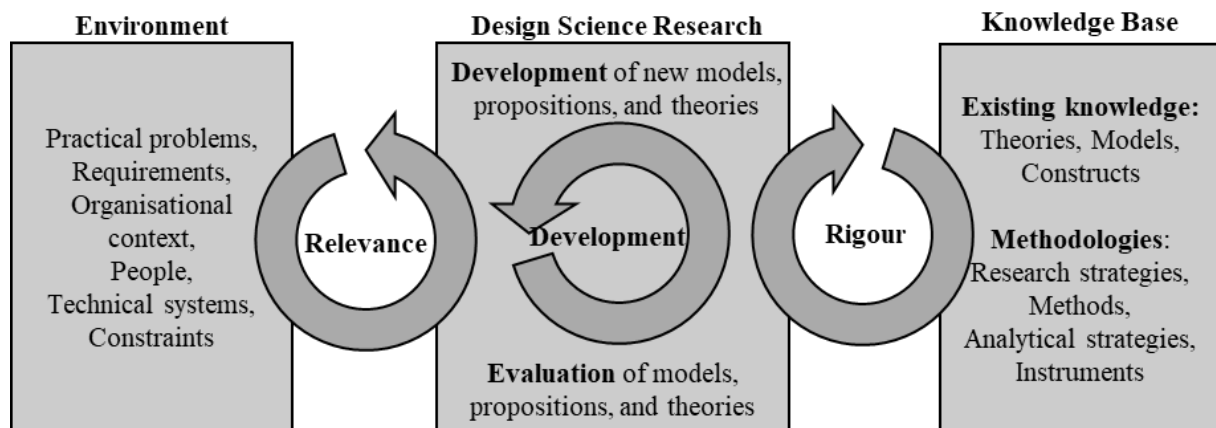 Environment
Practical problems,
Requirements,
Organisational
context,
People,
Technical systems,
Constraints
Relevance
Design Science Research
Development of new models,
propositions, and theories
Development
Evaluation of models,
propositions, and theories
Rigour
Knowledge Base
Existing knowledge:
Theories, Models,
Constructs
Methodologies:
Research strategies,
Methods,
Analytical strategies,
Instruments